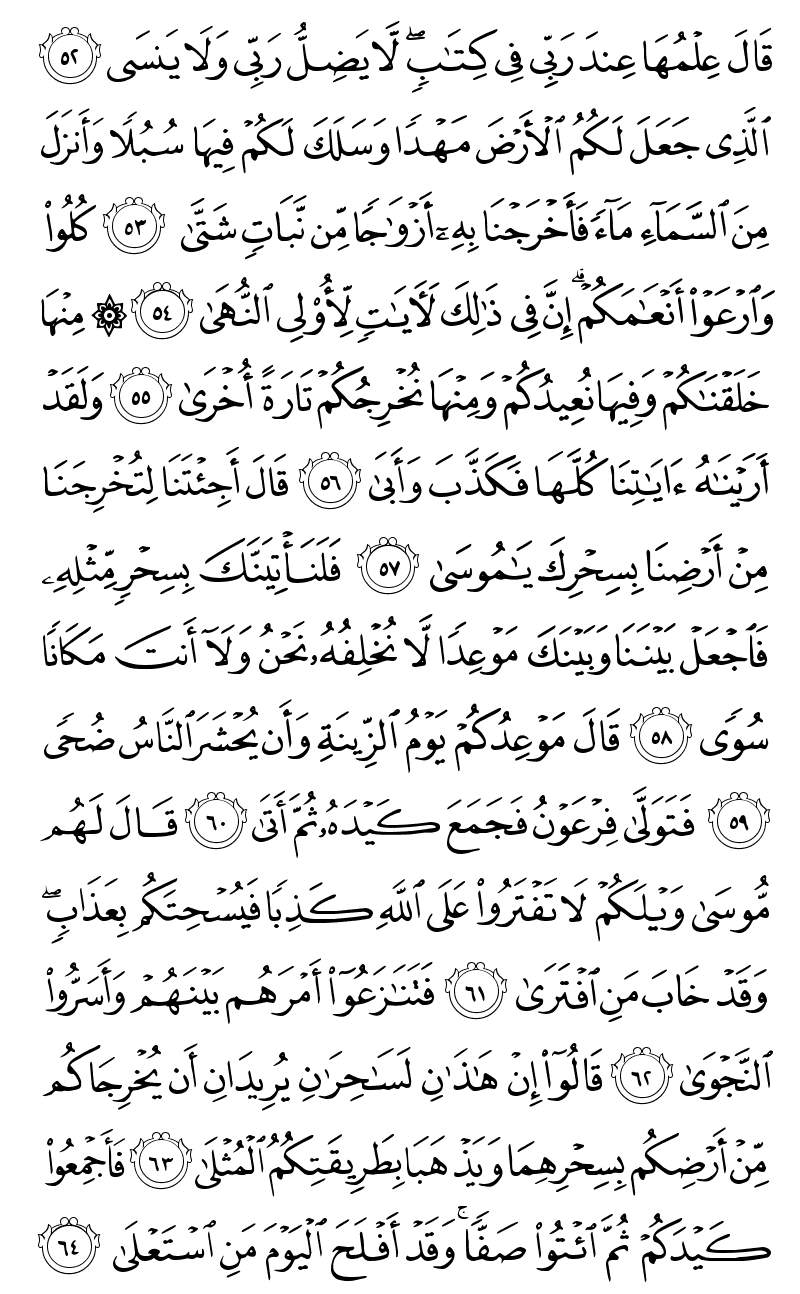 قَالَ عِلْمُهَا عِندَ رَبِّى فِى كِتَـٰبٍۢ ۖ لَّا يَضِلُّ رَبِّى وَلَا يَنسَى ٥٢
ٱلَّذِى جَعَلَ لَكُمُ ٱلْأَرْضَ مَهْدًۭا وَسَلَكَ لَكُمْ فِيهَا سُبُلًۭا وَأَنزَلَ
مِنَ ٱلسَّمَآءِ مَآءًۭ فَأَخْرَجْنَا بِهِۦٓ أَزْوَٰجًۭا مِّن نَّبَاتٍۢ شَتَّىٰ ٥٣ كُلُوا۟
وَٱرْعَوْا۟ أَنْعَـٰمَكُمْ ۗ إِنَّ فِى ذَٰلِكَ لَـَٔايَـٰتٍۢ لِّأُو۟لِى ٱلنُّهَىٰ ٥٤ ۞ مِنْهَا
خَلَقْنَـٰكُمْ وَفِيهَا نُعِيدُكُمْ وَمِنْهَا نُخْرِجُكُمْ تَارَةً أُخْرَىٰ ٥٥ وَلَقَدْ
أَرَيْنَـٰهُ ءَايَـٰتِنَا كُلَّهَا فَكَذَّبَ وَأَبَىٰ ٥٦ قَالَ أَجِئْتَنَا لِتُخْرِجَنَا
مِنْ أَرْضِنَا بِسِحْرِكَ يَـٰمُوسَىٰ ٥٧ فَلَنَأْتِيَنَّكَ بِسِحْرٍۢ مِّثْلِهِۦ
فَٱجْعَلْ بَيْنَنَا وَبَيْنَكَ مَوْعِدًۭا لَّا نُخْلِفُهُۥ نَحْنُ وَلَآ أَنتَ مَكَانًۭا
سُوًۭى ٥٨ قَالَ مَوْعِدُكُمْ يَوْمُ ٱلزِّينَةِ وَأَن يُحْشَرَ ٱلنَّاسُ ضُحًۭى
٥٩ فَتَوَلَّىٰ فِرْعَوْنُ فَجَمَعَ كَيْدَهُۥ ثُمَّ أَتَىٰ ٦٠ قَالَ لَهُم
مُّوسَىٰ وَيْلَكُمْ لَا تَفْتَرُوا۟ عَلَى ٱللَّهِ كَذِبًۭا فَيُسْحِتَكُم بِعَذَابٍۢ ۖ
وَقَدْ خَابَ مَنِ ٱفْتَرَىٰ ٦١ فَتَنَـٰزَعُوٓا۟ أَمْرَهُم بَيْنَهُمْ وَأَسَرُّوا۟
ٱلنَّجْوَىٰ ٦٢ قَالُوٓا۟ إِنْ هَـٰذَٰنِ لَسَـٰحِرَٰنِ يُرِيدَانِ أَن يُخْرِجَاكُم
مِّنْ أَرْضِكُم بِسِحْرِهِمَا وَيَذْهَبَا بِطَرِيقَتِكُمُ ٱلْمُثْلَىٰ ٦٣ فَأَجْمِعُوا۟
كَيْدَكُمْ ثُمَّ ٱئْتُوا۟ صَفًّۭا ۚ وَقَدْ أَفْلَحَ ٱلْيَوْمَ مَنِ ٱسْتَعْلَىٰ ٦٤